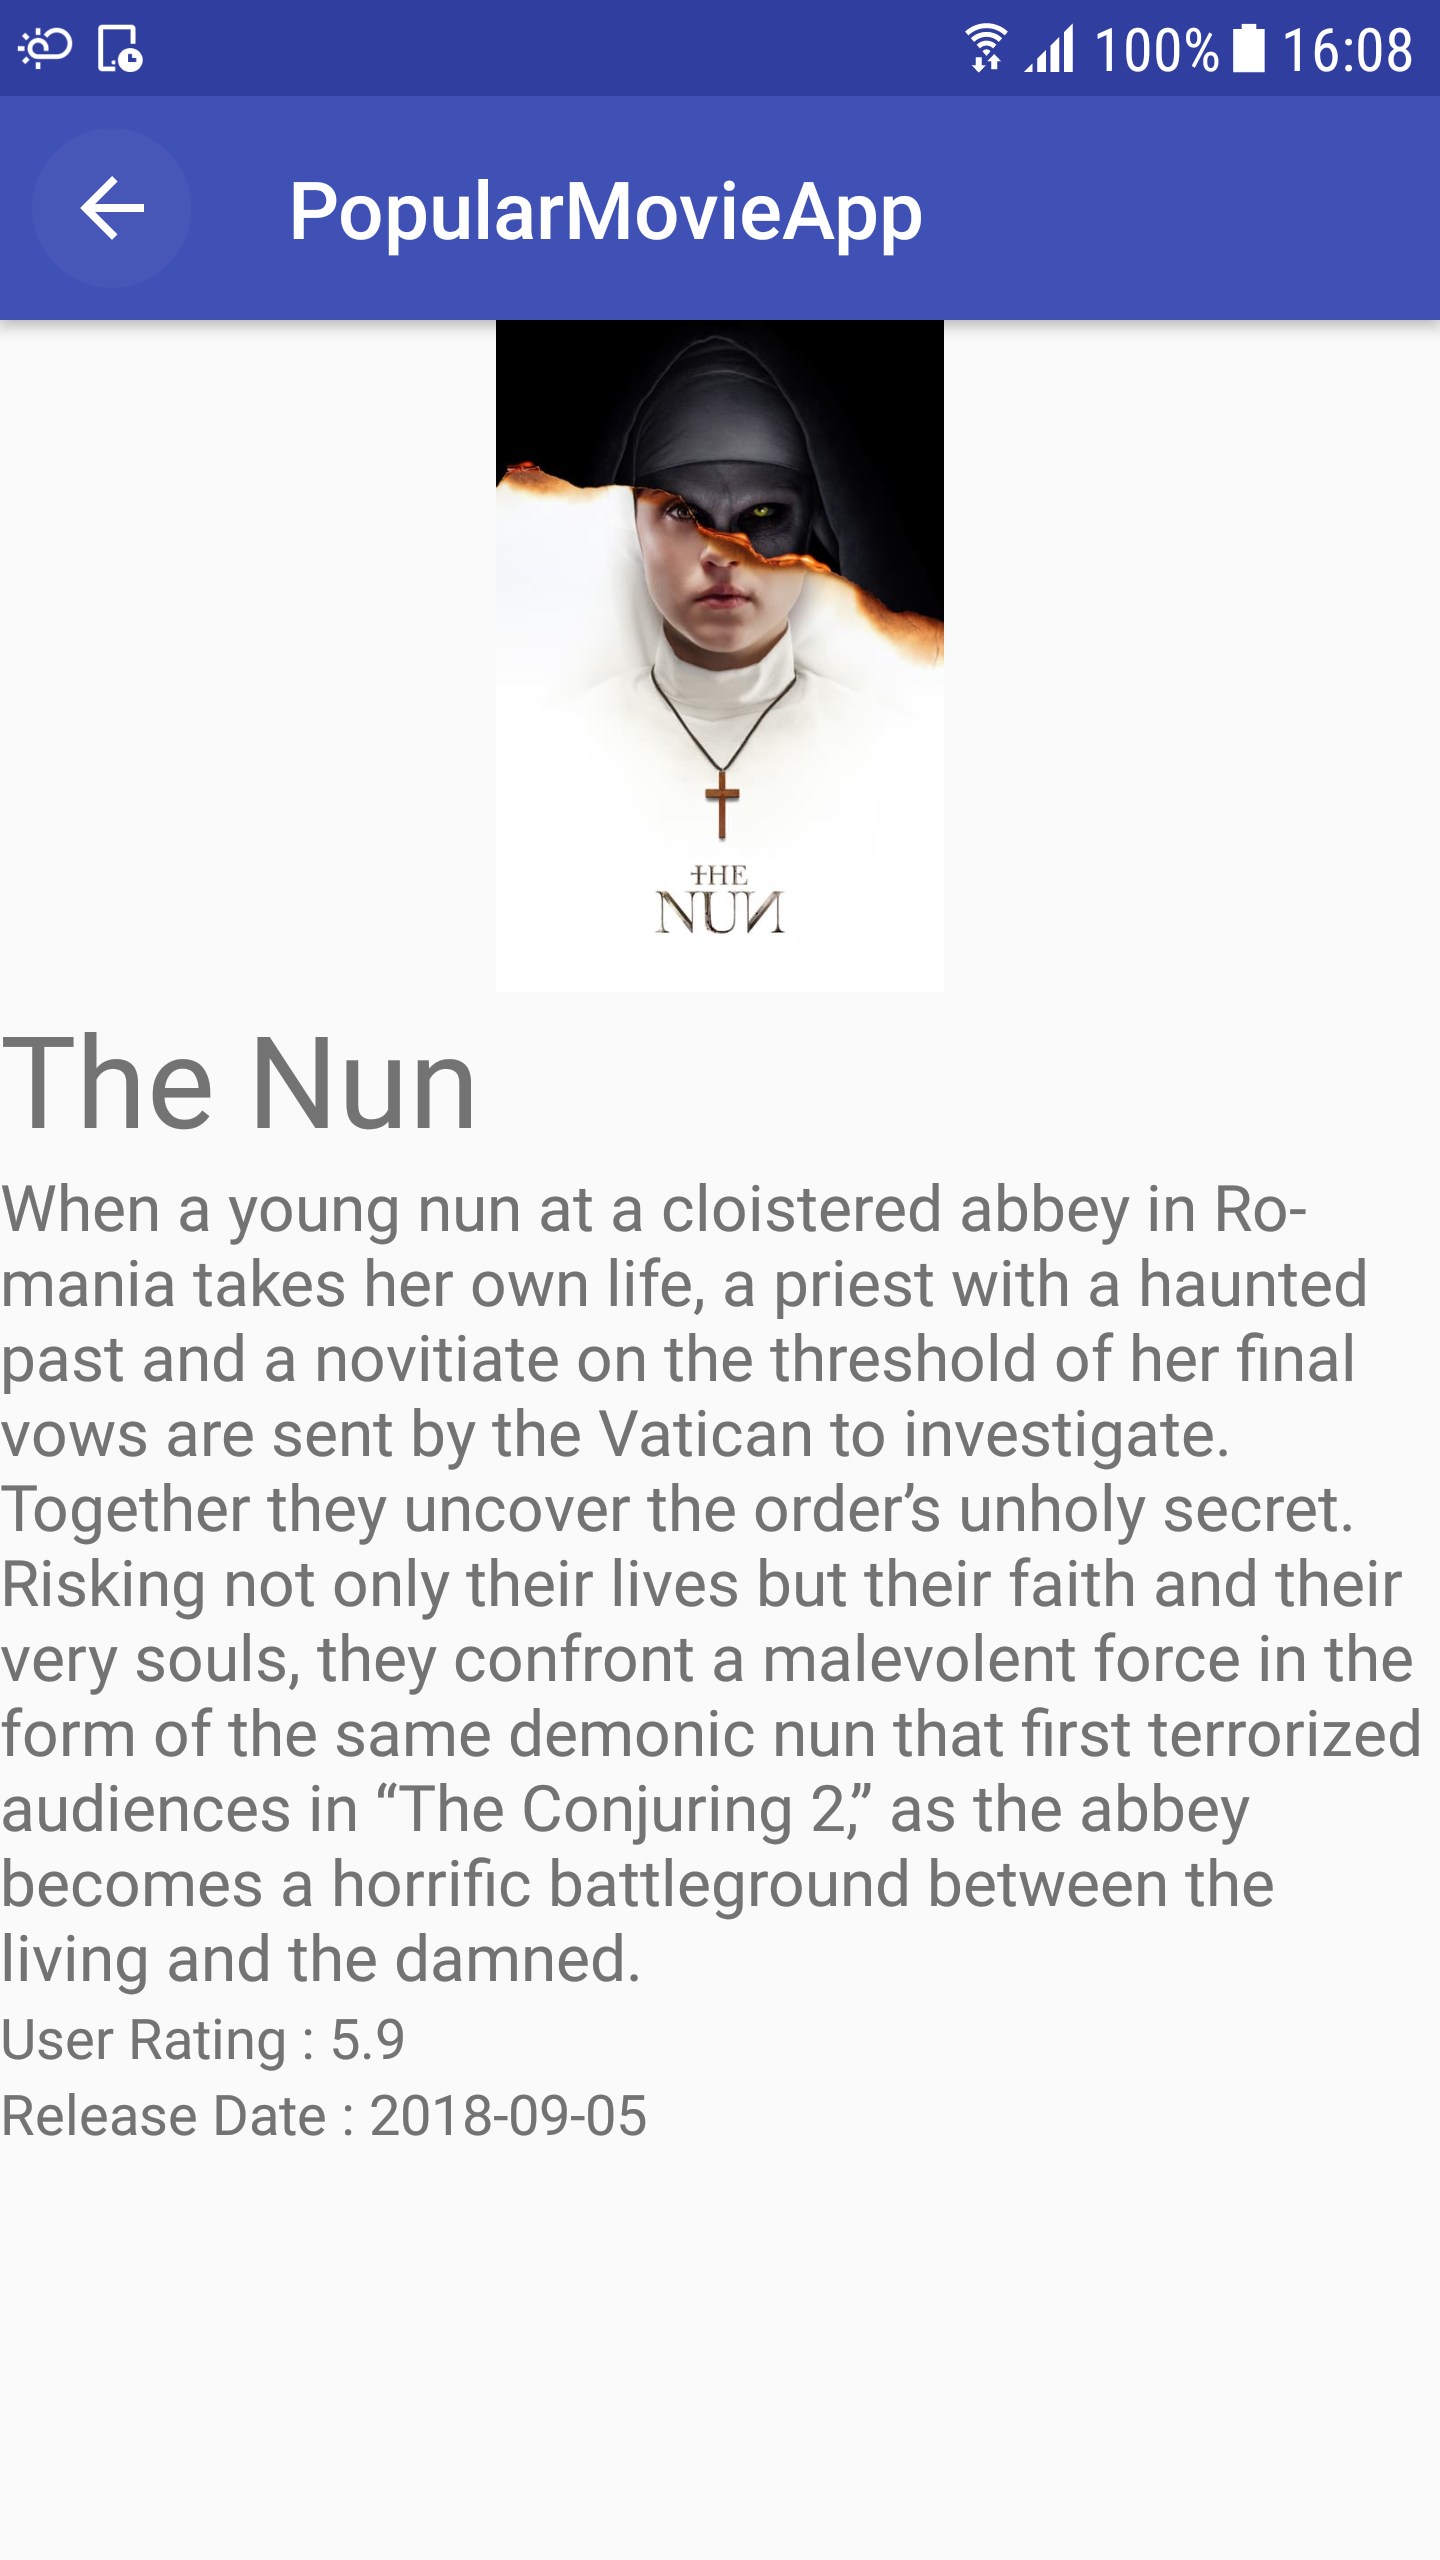 100% 16:08
PopularMovieApp
THE
NUN
The Nun
When a young nun at a cloistered abbey in Ro-
mania takes her own life, a priest with a haunted
past and a novitiate on the threshold of her final
vows are sent by the Vatican to investigate.
Together they uncover the order’s unholy secret.
Risking not only their lives but their faith and their
very souls, they confront a malevolent force in the
form of the same demonic nun that first terrorized
audiences in “The Conjuring 2,” as the abbey
becomes a horrific battleground between the
living and the damned.
User Rating : 5.9
Release Date : 2018-09-05